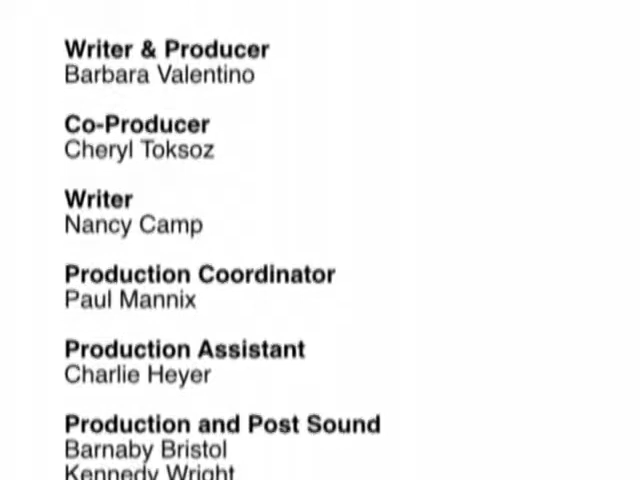 Writer & Producer
Barbara Valentino
Co-Producer
Cheryl Toksoz
Writer
Nancy Camp
Production Coordinator
Paul Mannix
Production Assistant
Charlie Heyer
Production and Post Sound
Barnaby Bristol
Kennedy Wright